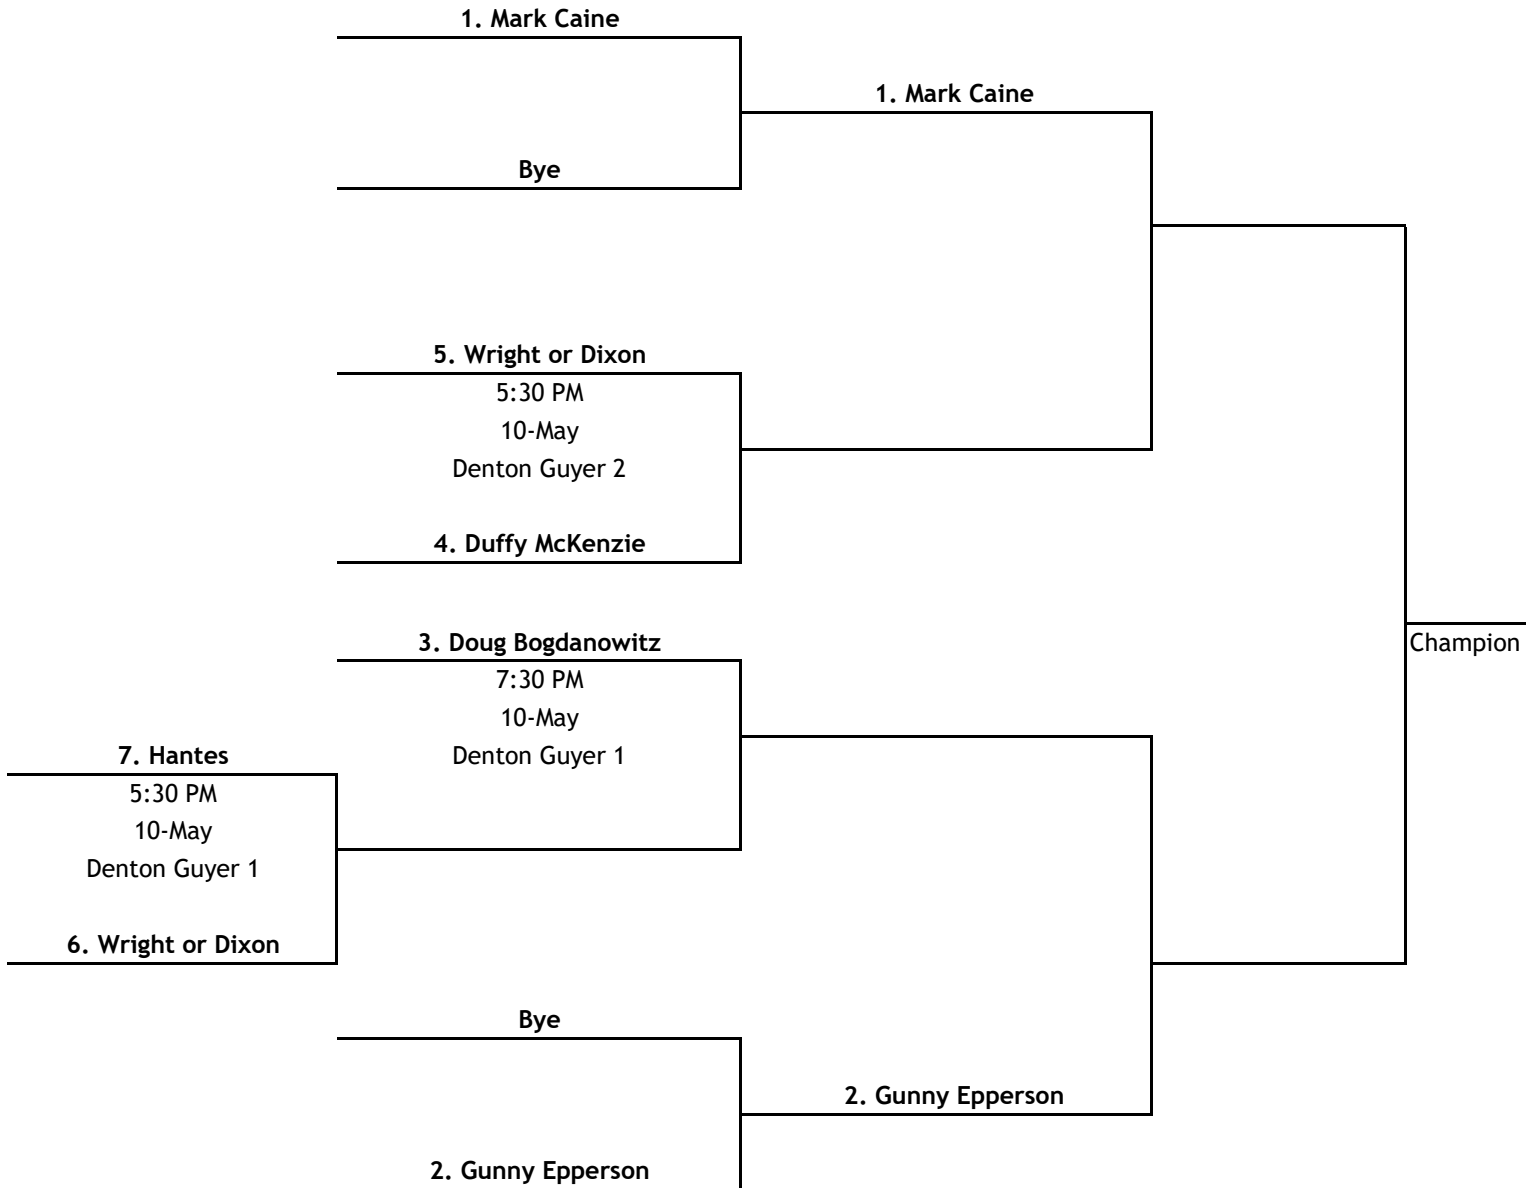 1. Mark Caine
1. Mark Caine
Bye
5. Wright or Dixon
5:30 PM
10-May
Denton Guyer 2
4. Duffy McKenzie
3. Doug Bogdanowitz
Champion
7:30 PM
10-May
Denton Guyer 1
7. Hantes
5:30 PM
10-May
Denton Guyer 1
6. Wright or Dixon
Bye
2. Gunny Epperson
2. Gunny Epperson